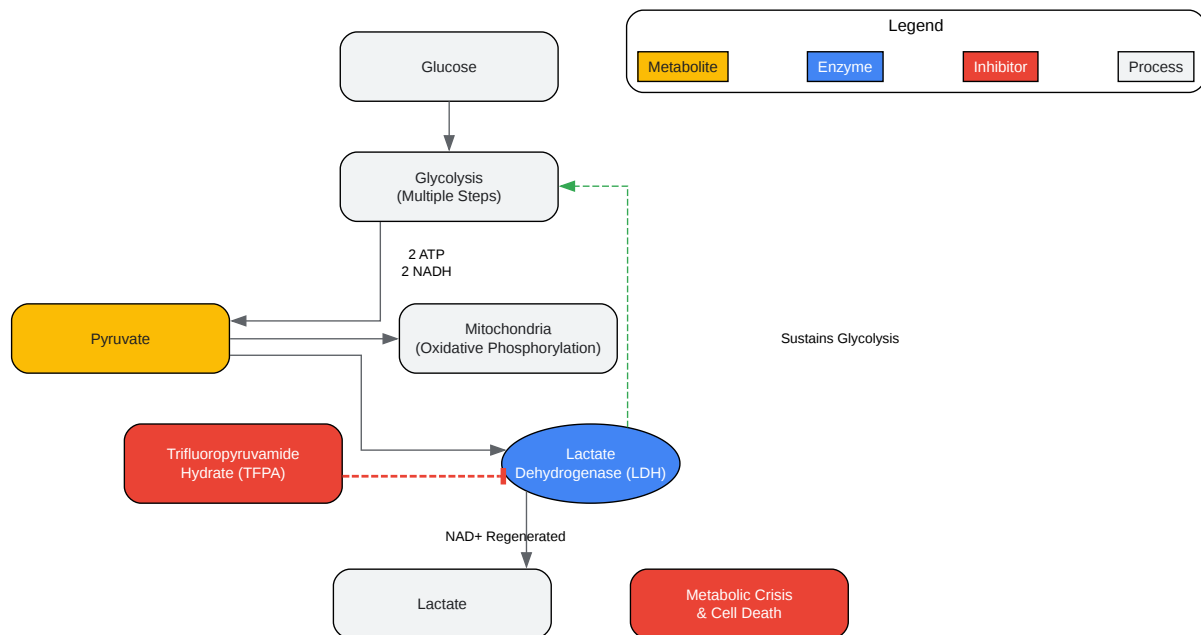 Legend
Metabolite
Enzyme
Inhibitor
Process
Glucose
Glycolysis
(Multiple Steps)
2 ATP
2 NADH
Pyruvate
Mitochondria
(Oxidative Phosphorylation)
Sustains Glycolysis
Trifluoropyruvamide
Hydrate (TFPA)
Lactate
Dehydrogenase (LDH)
NAD+ Regenerated
Lactate
Metabolic Crisis
& Cell Death